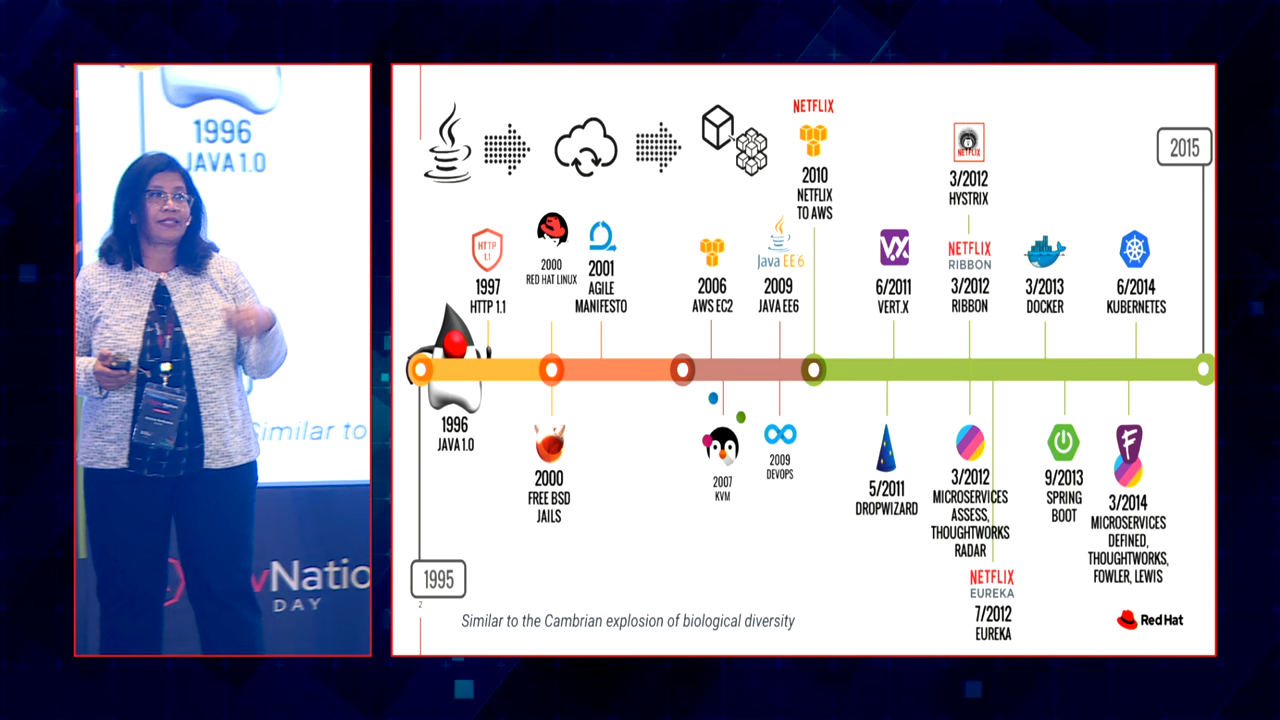 1996
JAVA 1.0
Similar to
vNatio
DAY
NETFLIX
2010
NETFLIX
TO AWS
NETFLIX
3/2012
HYSTRIX
2015
HTTP
1.1
1997
HTTP 1.1
2000
RED HAT LINUX
2001
AGILE
MANIFESTO
2006
AWS EC2
Java EE 6
2009
JAVA EE6
VX
6/2011
VERT.X
NETFLIX
RIBBON
3/2012
RIBBON
3/2013
DOCKER
6/2014
KUBERNETES
1996
JAVA 1.0
2000
FREE BSD
JAILS
2007
KVM
2009
DEVOPS
5/2011
DROPWIZARD
3/2012
MICROSERVICES
ASSESS,
THOUGHTWORKS
RADAR
NETFLIX
EUREKA
7/2012
EUREKA
9/2013
SPRING
BOOT
F
3/2014
MICROSERVICES
DEFINED,
THOUGHTWORKS,
FOWLER, LEWIS
1995
2
Similar to the Cambrian explosion of biological diversity
Red Hat